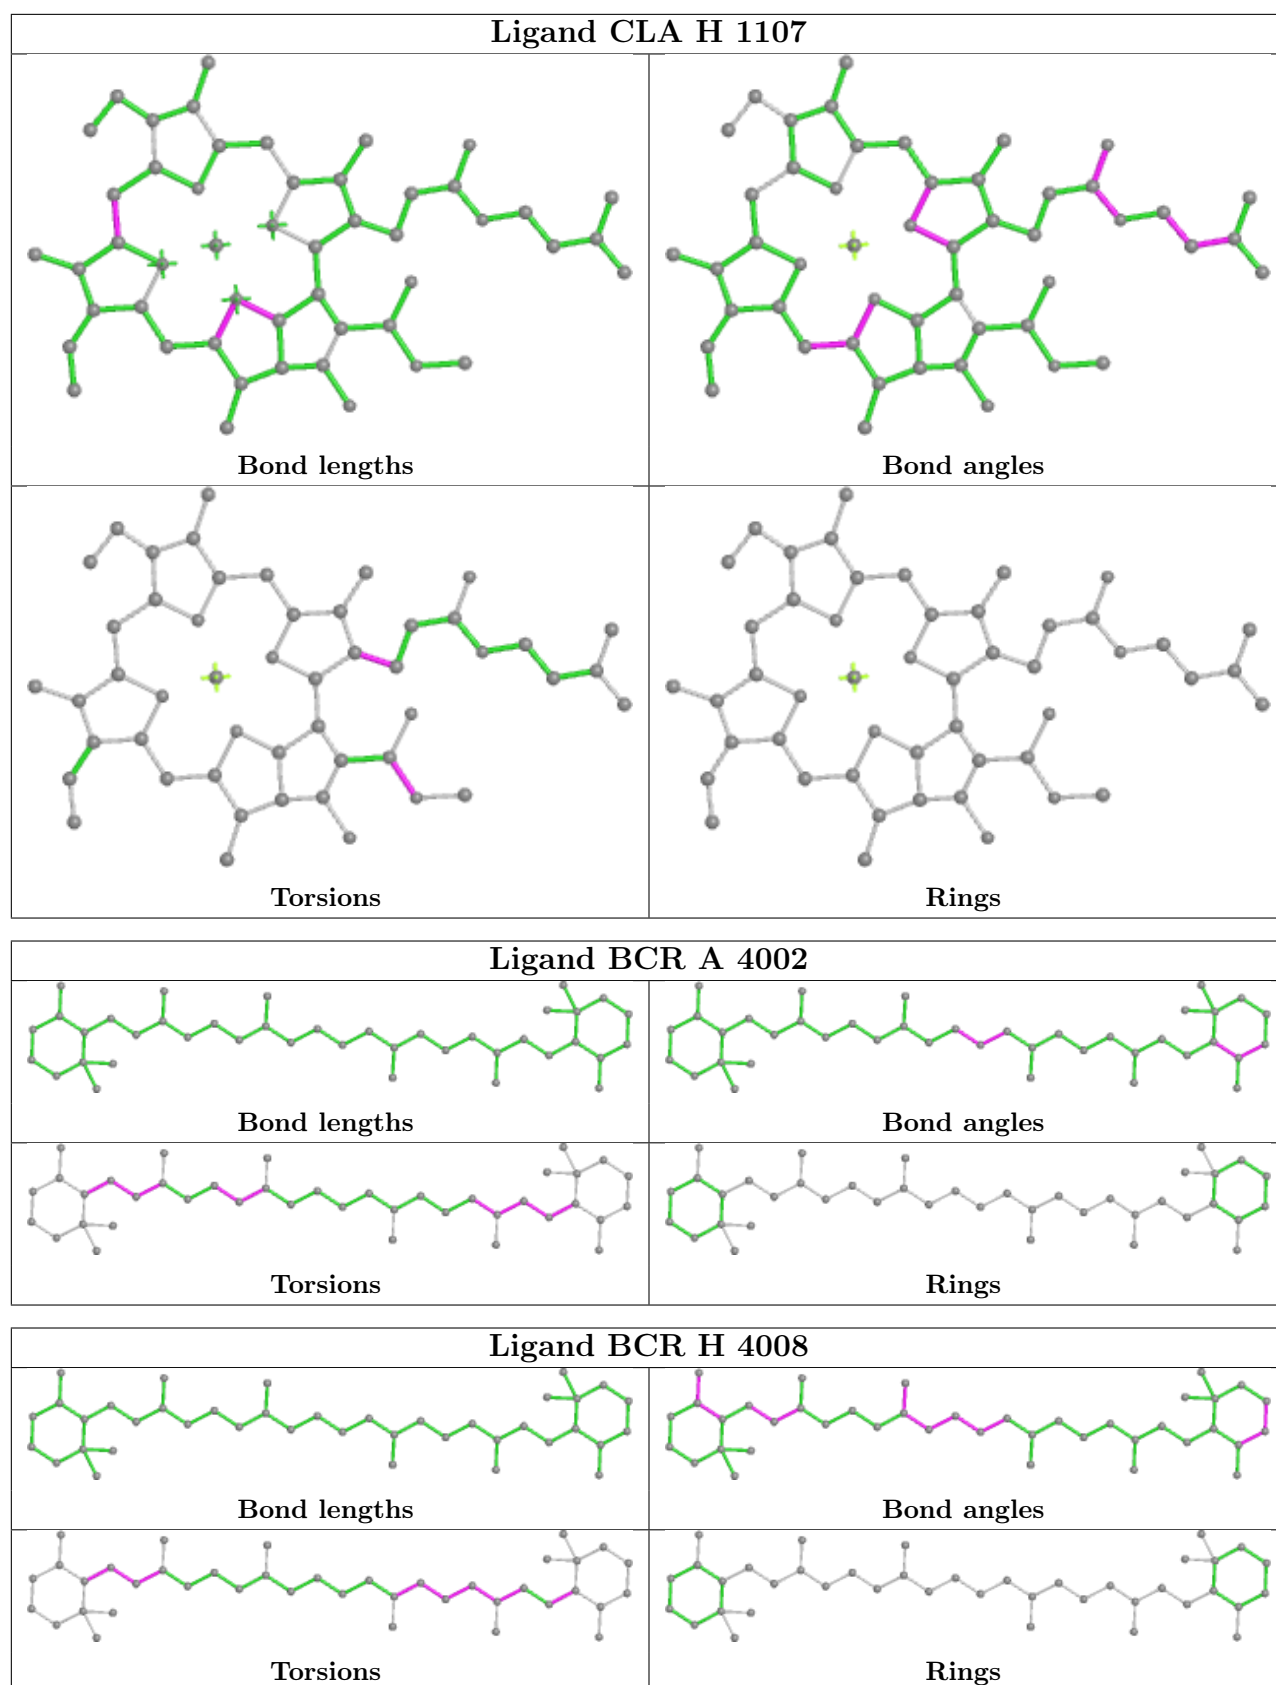 Ligand CLA H 1107
Bond lengths
Bond angles
Torsions
Rings
Ligand BCR A 4002
Bond lengths
Bond angles
Torsions
Rings
Ligand BCR H 4008
Bond lengths
Bond angles
Torsions
Rings